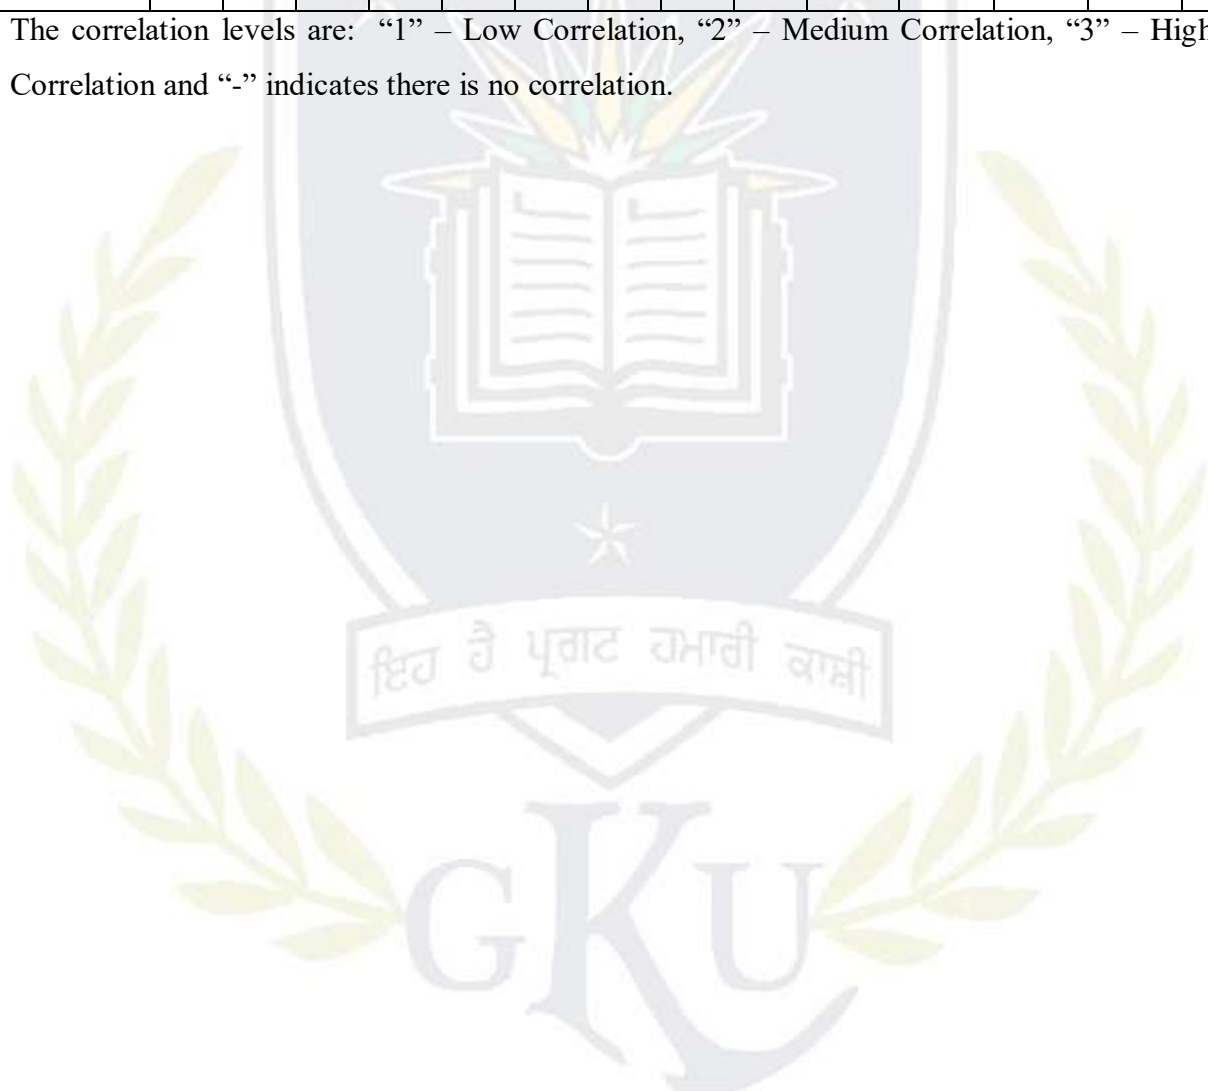 The correlation levels are: “1” – Low Correlation, “2” – Medium Correlation, “3” – High
Correlation and “-” indicates there is no correlation.
ਇਹ ਹੈ ਪ੍ਰਗਟ ਹਮਾਰੀ ਕਾਸ਼ੀ
GKU